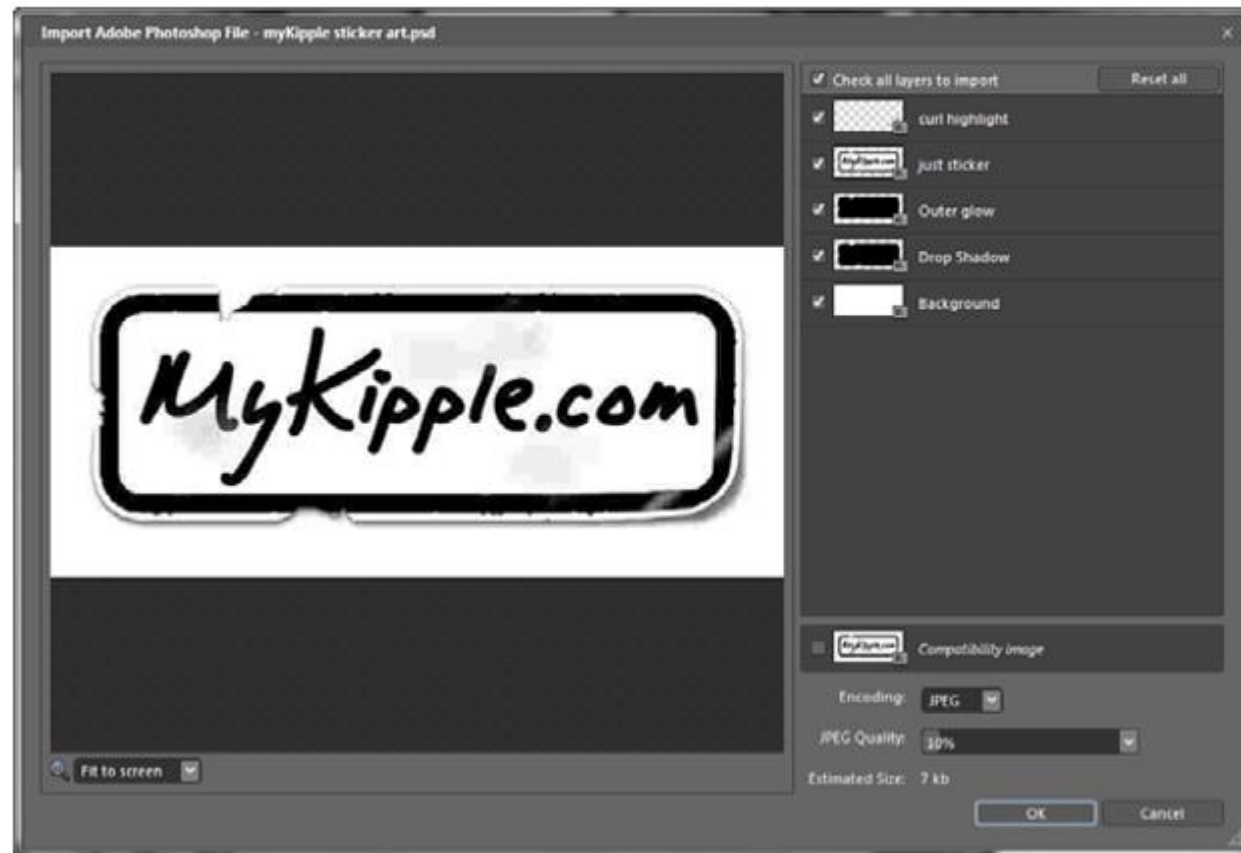 Import Adobe Photoshop File - myKipple sticker art.psd
Check all layers to import
Reset all
curl highlight
just sticker
Outer glow
Drop Shadow
Background
MyKipple.com
Compatibility image
Encoding: JPEG
JPEG Quality: 10%
Fit to screen
Estimated Size: 7 kb
OK
Cancel